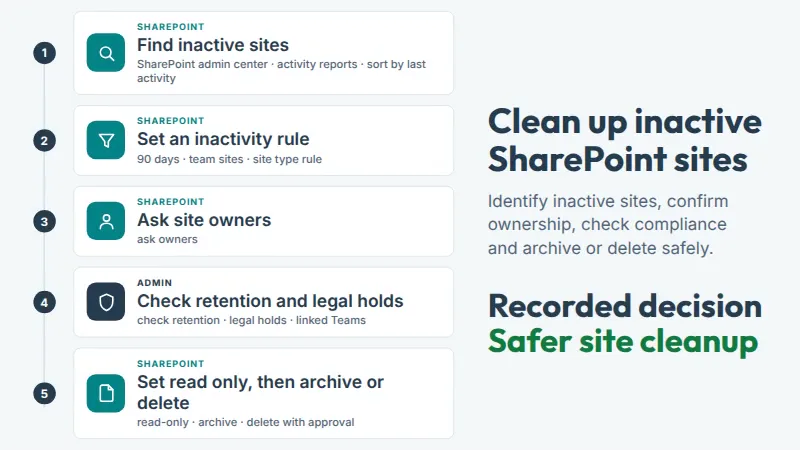 1
SHAREPOINT
Find inactive sites
SharePoint admin center · activity reports · sort by last
activity
2
SHAREPOINT
Set an inactivity rule
90 days · team sites · site type rule
3
SHAREPOINT
Ask site owners
ask owners
4
ADMIN
Check retention and legal holds
check retention · legal holds · linked Teams
5
SHAREPOINT
Set read only, then archive or
delete
read-only · archive · delete with approval
Clean up inactive
SharePoint sites
Identify inactive sites, confirm
ownership, check compliance
and archive or delete safely.
Recorded decision
Safer site cleanup